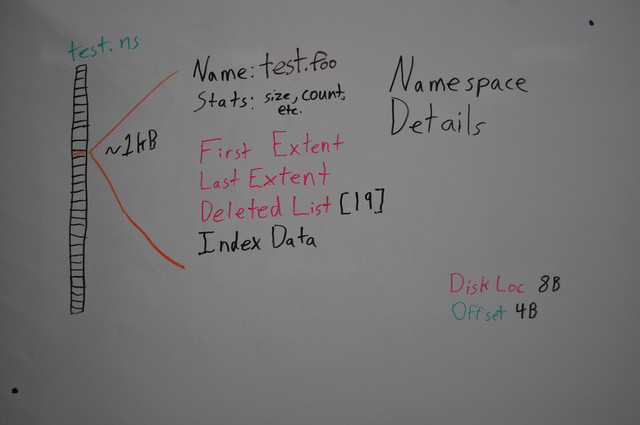 test.ns
~1kB
Name: test.foo
Stats: size, count,
etc.
First Extent
Last Extent
Deleted List [19]
Index Data
Namespace
Details
Disk Loc 8B
Offset 4B